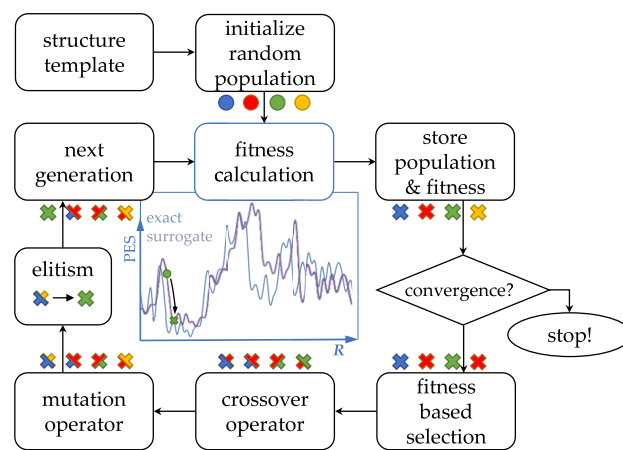 structure
template
initialize
random
population
next
generation
fitness
calculation
store
population
& fitness
exact
surrogate
PES
R
elitism
convergence?
stop!
mutation
operator
crossover
operator
fitness
based
selection